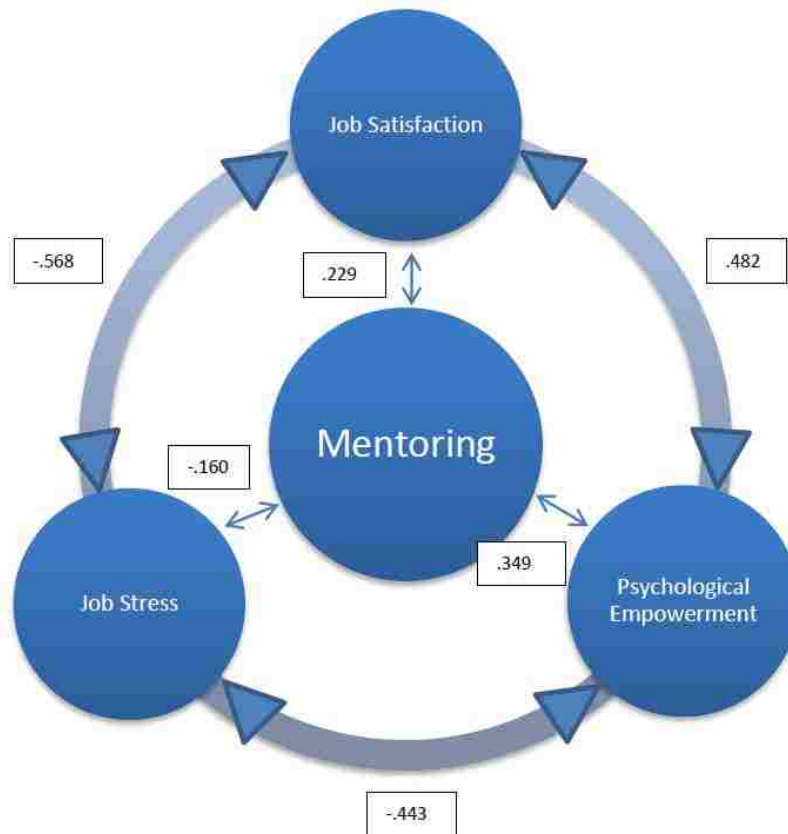 Job Satisfaction
-.568
.229
.482
Mentoring
-.160
.349
Job Stress
Psychological
Empowerment
-.443